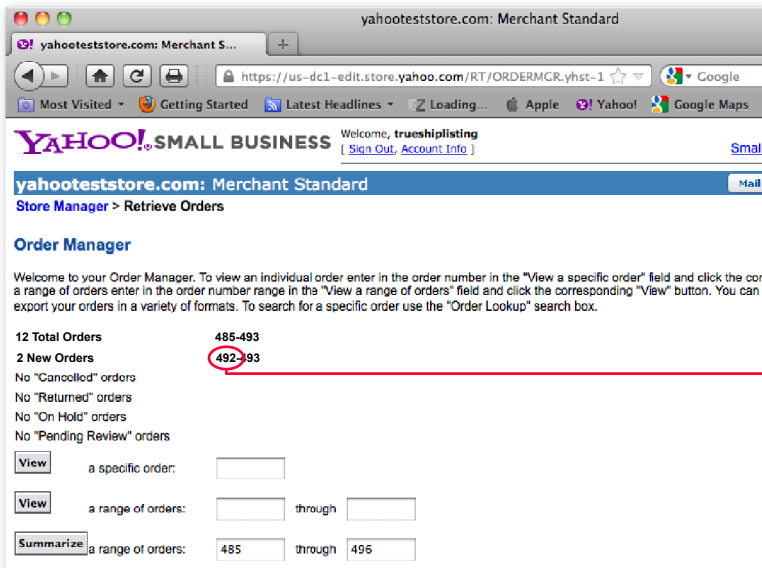 yahooteststore.com: Merchant Standard
yahooteststore.com: Merchant S...
https://us-dc1-edit.store.yahoo.com/RT/ORDERMGR.yhst-1
Google
Most Visited
Getting Started
Latest Headlines
Loading...
Apple
Yahoo!
Google Maps
YAHOO! SMALL BUSINESS
Welcome, trueshiplisting
[ Sign Out, Account Info ]
Smal
yahooteststore.com: Merchant Standard
Mail
Store Manager > Retrieve Orders
Order Manager
Welcome to your Order Manager. To view an individual order enter in the order number in the "View a specific order" field and click the cor
a range of orders enter in the order number range in the "View a range of orders" field and click the corresponding "View" button. You can
export your orders in a variety of formats. To search for a specific order use the "Order Lookup" search box.
12 Total Orders 485-493
2 New Orders 492-493
No "Cancelled" orders
No "Returned" orders
No "On Hold" orders
No "Pending Review" orders
View a specific order:
View a range of orders: through
Summarize a range of orders: 485 through 496